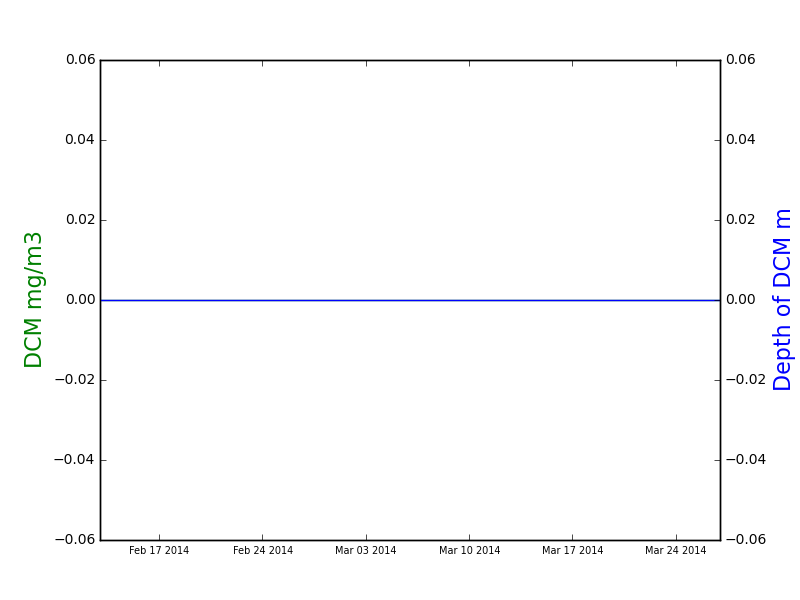 DCM mg/m3
0.06
0.04
0.02
0.00
−0.02
−0.04
−0.06
0.06
0.04
0.02
0.00
−0.02
−0.04
−0.06
Depth of DCM m
Feb 17 2014
Feb 24 2014
Mar 03 2014
Mar 10 2014
Mar 17 2014
Mar 24 2014